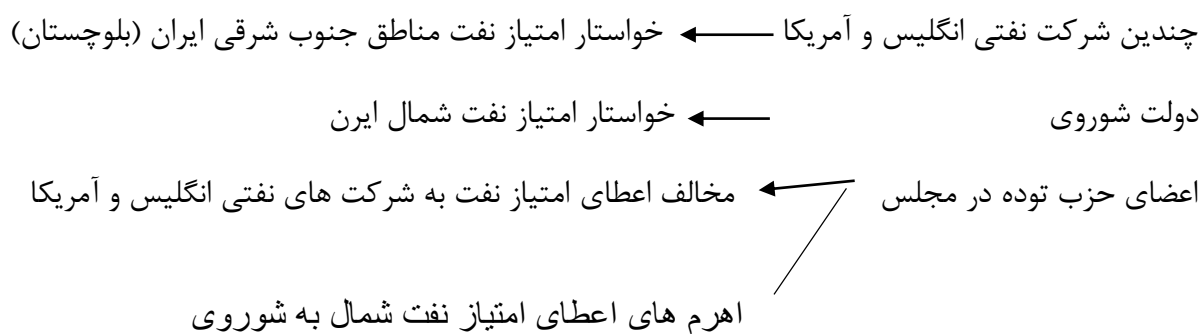 چندین شرکت نفتی انگلیس و آمریکا خواستار امتیاز نفت مناطق جنوب شرقی ایران (بلوچستان)
دولت شوروی خواستار امتیاز نفت شمال ایرن
اعضای حزب توده در مجلس مخالف اعطای امتیاز نفت به شرکت های نفتی انگلیس و آمریکا
اهرم های اعطای امتیاز نفت شمال به شوروی